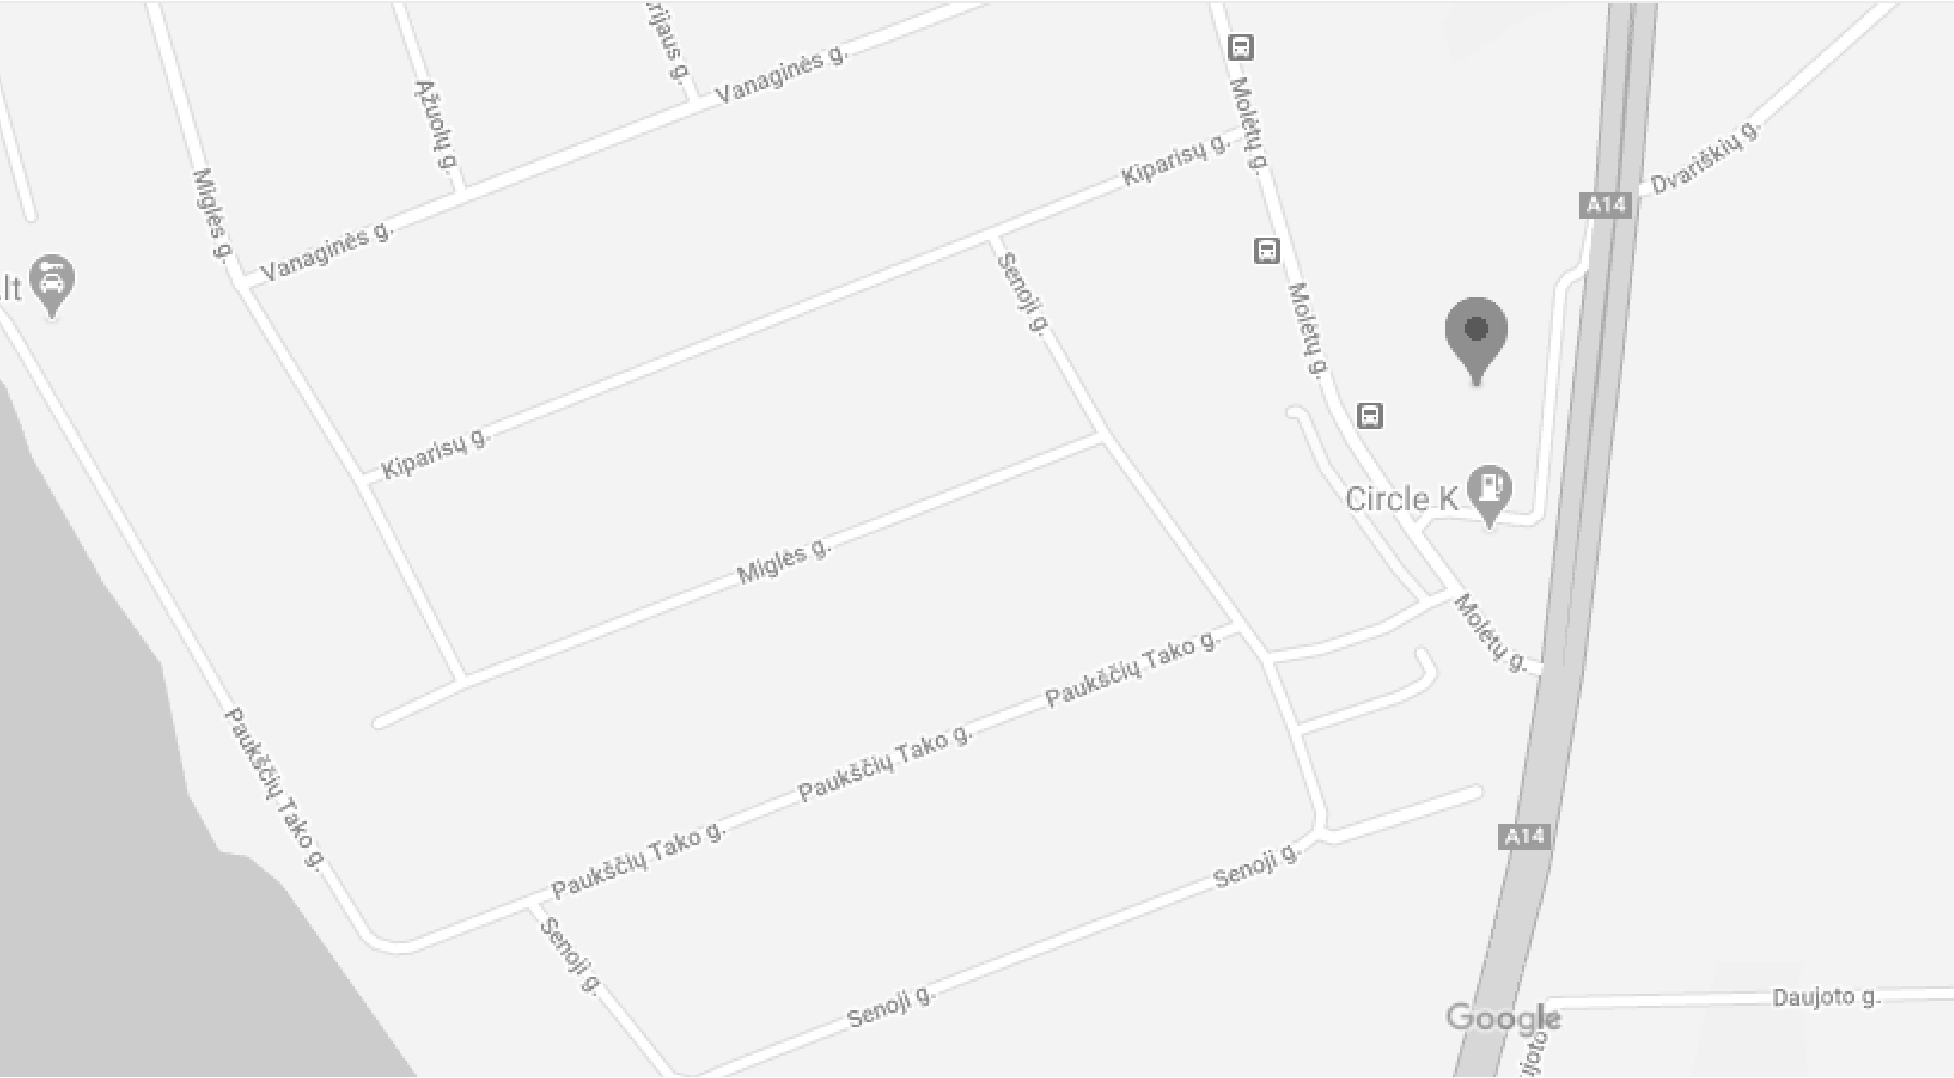 Vanaginės g.
Molėtų g.
Ąžuolų g.
Kiparisų g.
Dvariškių g.
Miglės g.
A14
Vanaginės g.
Senoji g.
Molėtų g.
Kiparisų g.
Circle K
Miglės g.
Molėtų g.
Paukščių Tako g.
Paukščių Tako g.
Paukščių Tako g.
Paukščių Tako g.
A14
Senoji g.
Senoji g.
Senoji g.
Daujoto g.
Google